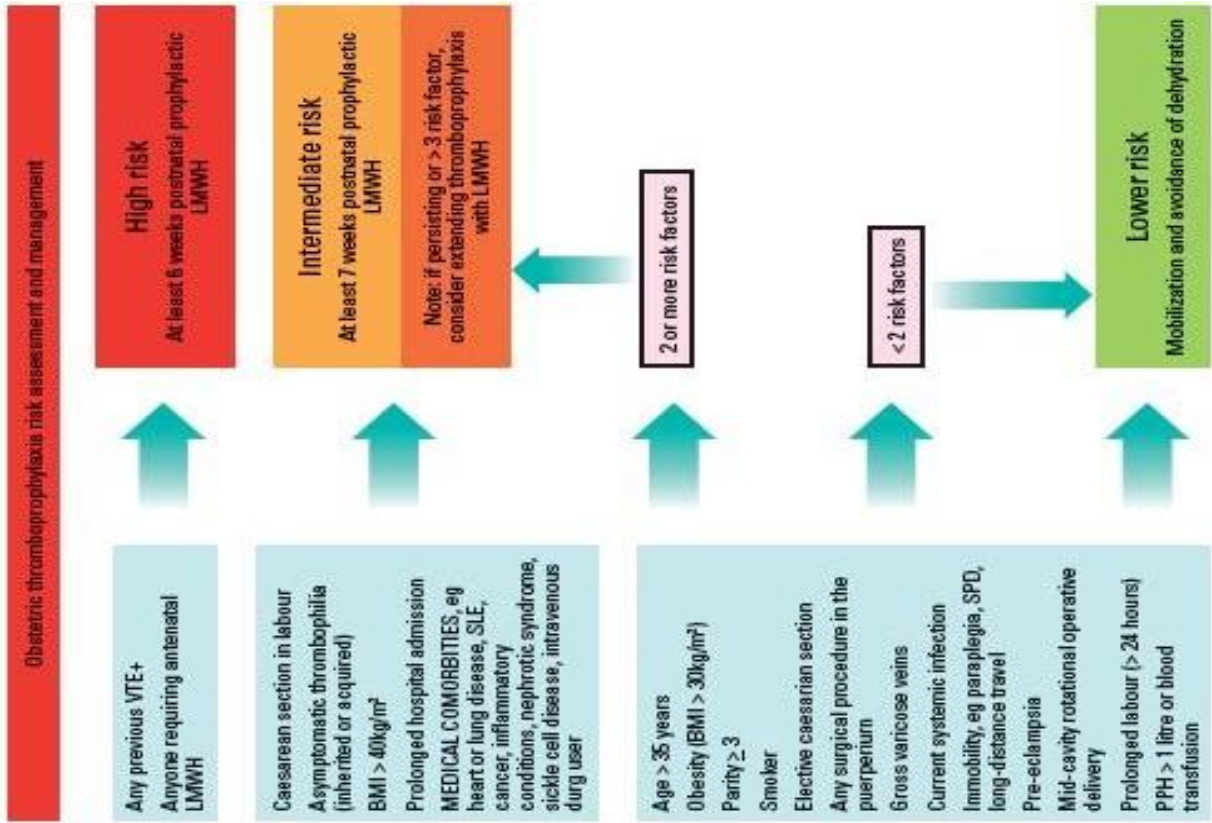 Obstetric thromboprophylaxis risk assessment and management
Any previous VTE+
Anyone requiring antenatal
LMWH
High risk
At least 6 weeks postnatal prophylactic
LMWH
Caesarean section in labour
Asymptomatic thrombophilia
(inherited or acquired)
BMI > 40kg/m²
Prolonged hospital admission
MEDICAL COMORBITES, eg
heart or lung disease, SLE,
cancer, inflammatory
conditions, nephrotic syndrome,
sickle cell disease, intravenous
durg user
Intermediate risk
At least 7 weeks postnatal prophylactic
LMWH
Note: if persisting or > 3 risk factor,
consider extending thromboprophylaxis
with LMWH
Age > 35 years
Obesity (BMI > 30kg/m²)
Parity ≥ 3
Smoker
Elective caesarian section
Any surgical procedure in the
puerperium
Gross varicose veins
Current systemic infection
Immobility, eg paraplegia, SPD,
long-distance travel
Pre-eclampsia
Mid-cavity rotational operative
delivery
Prolonged labour (> 24 hours)
PPH > 1 litre or blood
transfusion
2 or more risk factors
< 2 risk factors
Lower risk
Mobilization and avoidance of dehydration